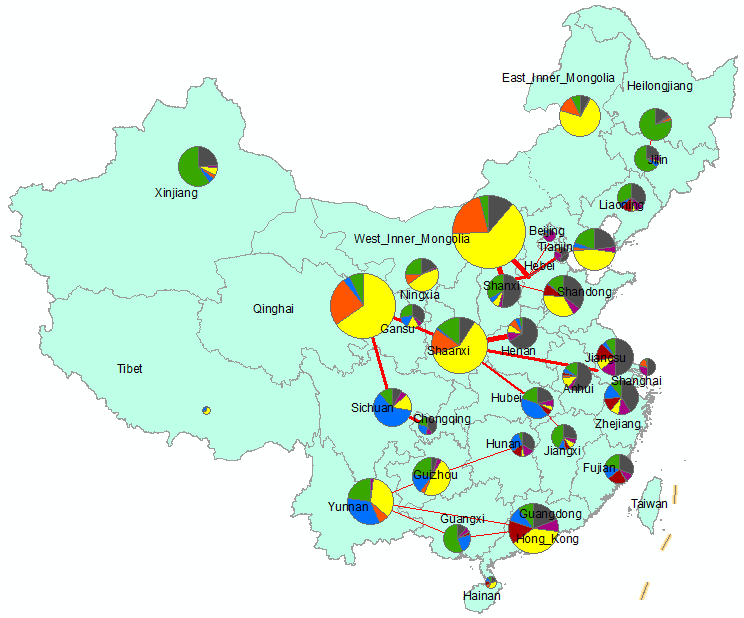 East_Inner_Mongolia
Heilongjiang
Jilin
Xinjiang
Liaoning
Beijing
West_Inner_Mongolia
Tianjin
Hebei
Shanxi
Shandong
Ningxia
Qinghai
Gansu
Shaanxi
Henan
Jiangsu
Tibet
Shanghai
Anhui
Sichuan
Hubei
Chongqing
Zhejiang
Hunan
Jiangxi
Fujian
Guizhou
Yunnan
Taiwan
Guangxi
Guangdong
Hong_Kong
Hainan